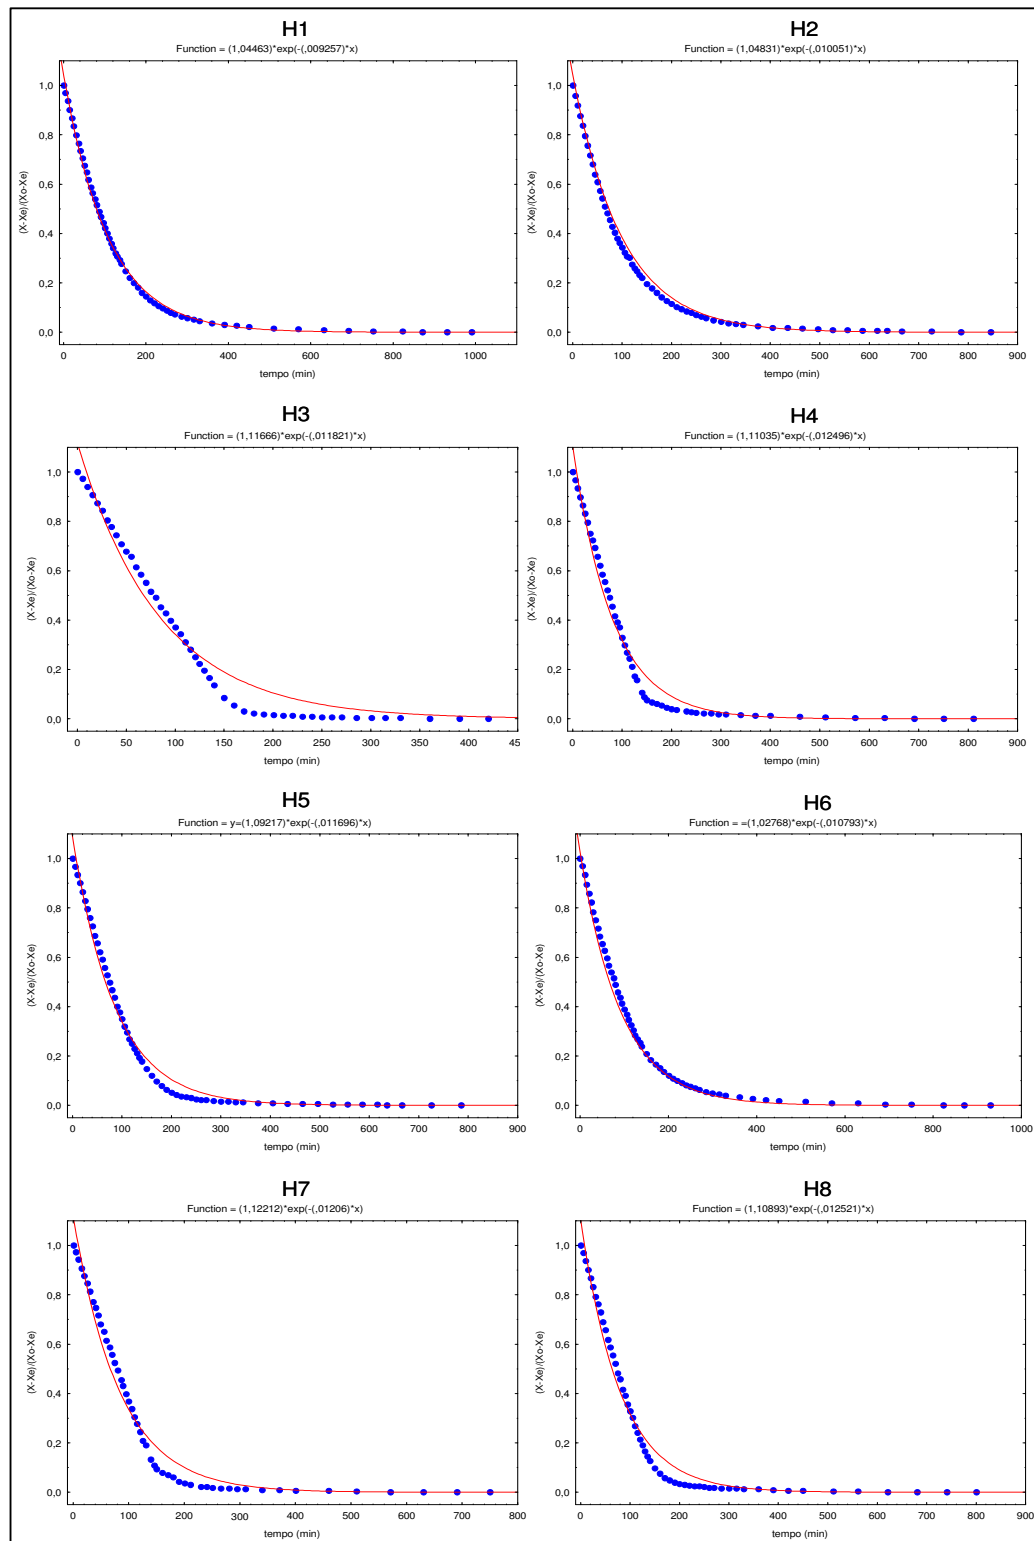 H1
Function = (1,04463)*exp(-(,009257)*x)
(X-Xe)/(Xo-Xe)
1,0
0,8
0,6
0,4
0,2
0,0
0 200 400 600 800 1000
tempo (min)
H2
Function = (1,04831)*exp(-(,010051)*x)
(X-Xe)/(Xo-Xe)
1,0
0,8
0,6
0,4
0,2
0,0
0 100 200 300 400 500 600 700 800 900
tempo (min)
H3
Function = (1,11666)*exp(-(,011821)*x)
(X-Xe)/(Xo-Xe)
1,0
0,8
0,6
0,4
0,2
0,0
0 50 100 150 200 250 300 350 400 45
tempo (min)
H4
Function = (1,11035)*exp(-(,012496)*x)
(X-Xe)/(Xo-Xe)
1,0
0,8
0,6
0,4
0,2
0,0
0 100 200 300 400 500 600 700 800 900
tempo (min)
H5
Function = y=(1,09217)*exp(-(,011696)*x)
(X-Xe)/(Xo-Xe)
1,0
0,8
0,6
0,4
0,2
0,0
0 100 200 300 400 500 600 700 800 900
tempo (min)
H6
Function = =(1,02768)*exp(-(,010793)*x)
(X-Xe)/(Xo-Xe)
1,0
0,8
0,6
0,4
0,2
0,0
0 200 400 600 800 1000
tempo (min)
H7
Function = (1,12212)*exp(-(,01206)*x)
(X-Xe)/(Xo-Xe)
1,0
0,8
0,6
0,4
0,2
0,0
0 100 200 300 400 500 600 700 800
tempo (min)
H8
Function = (1,10893)*exp(-(,012521)*x)
(X-Xe)/(Xo-Xe)
1,0
0,8
0,6
0,4
0,2
0,0
0 100 200 300 400 500 600 700 800 900
tempo (min)